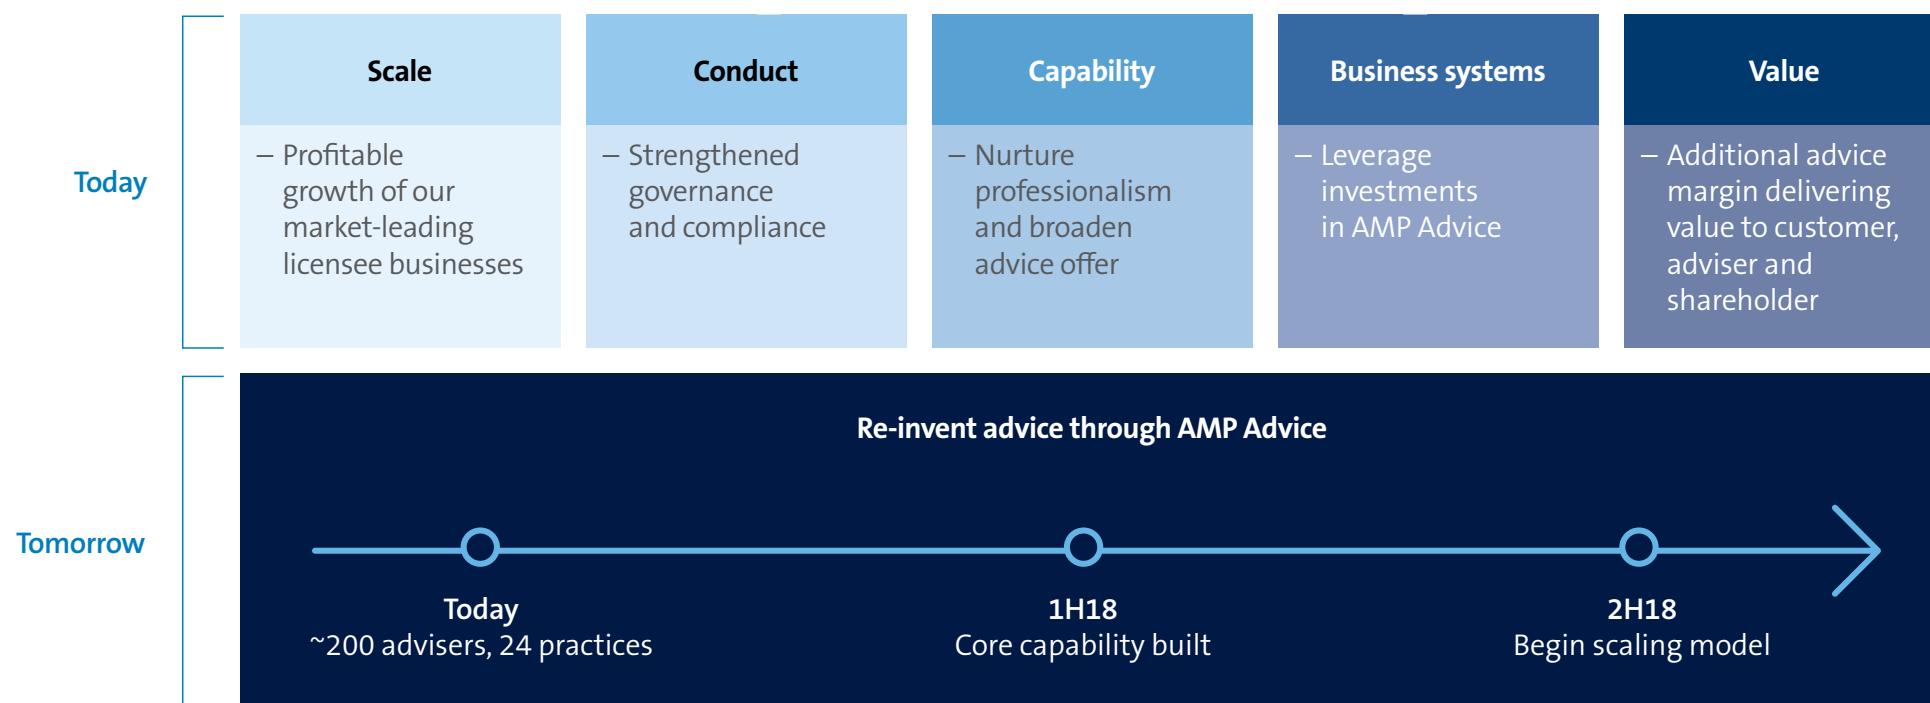 Today
Scale
– Profitable
growth of our
market-leading
licensee businesses
Conduct
– Strengthened
governance
and compliance
Capability
– Nurture
professionalism
and broaden
advice offer
Business systems
– Leverage
investments
in AMP Advice
Value
– Additional advice
margin delivering
value to customer,
adviser and
shareholder
Tomorrow
Re-invent advice through AMP Advice
Today
~200 advisers, 24 practices
1H18
Core capability built
2H18
Begin scaling model